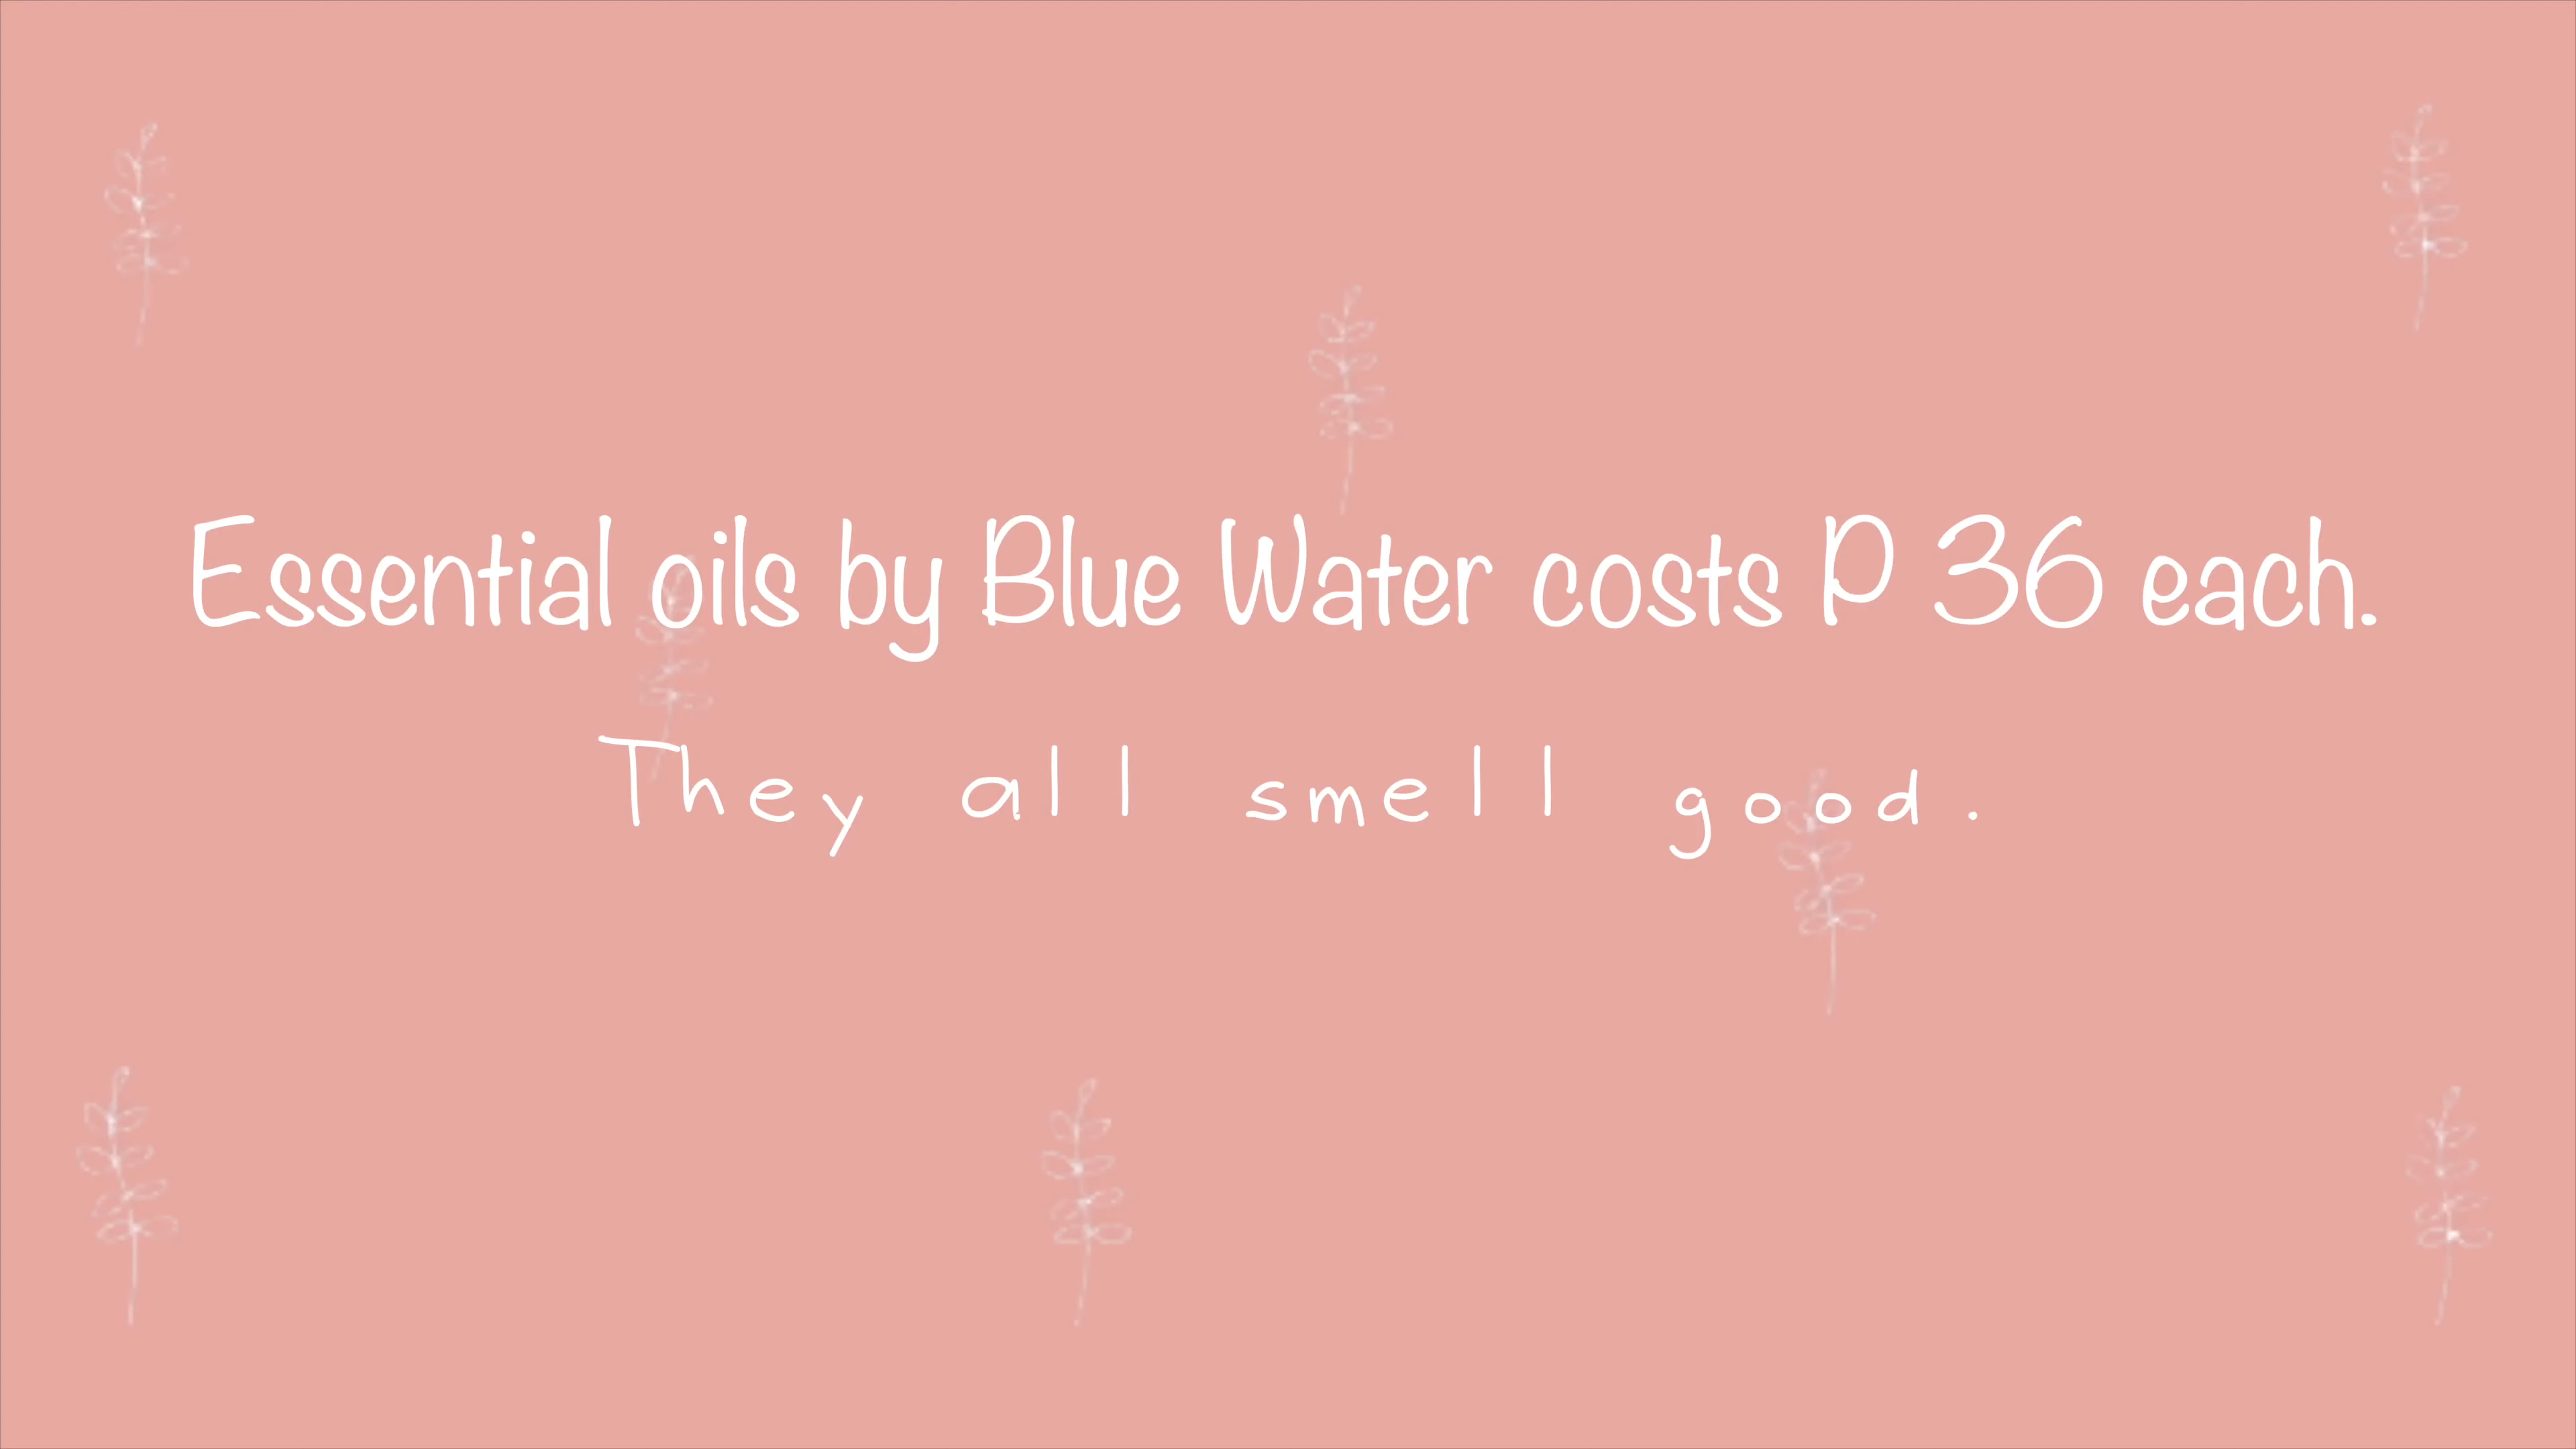 Essential oils by Blue Water costs P 36 each.
They all smell good.